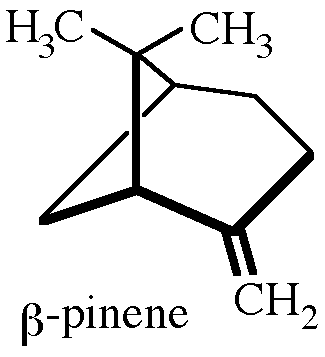 H₃C CH₃
CH₂
β-pinene